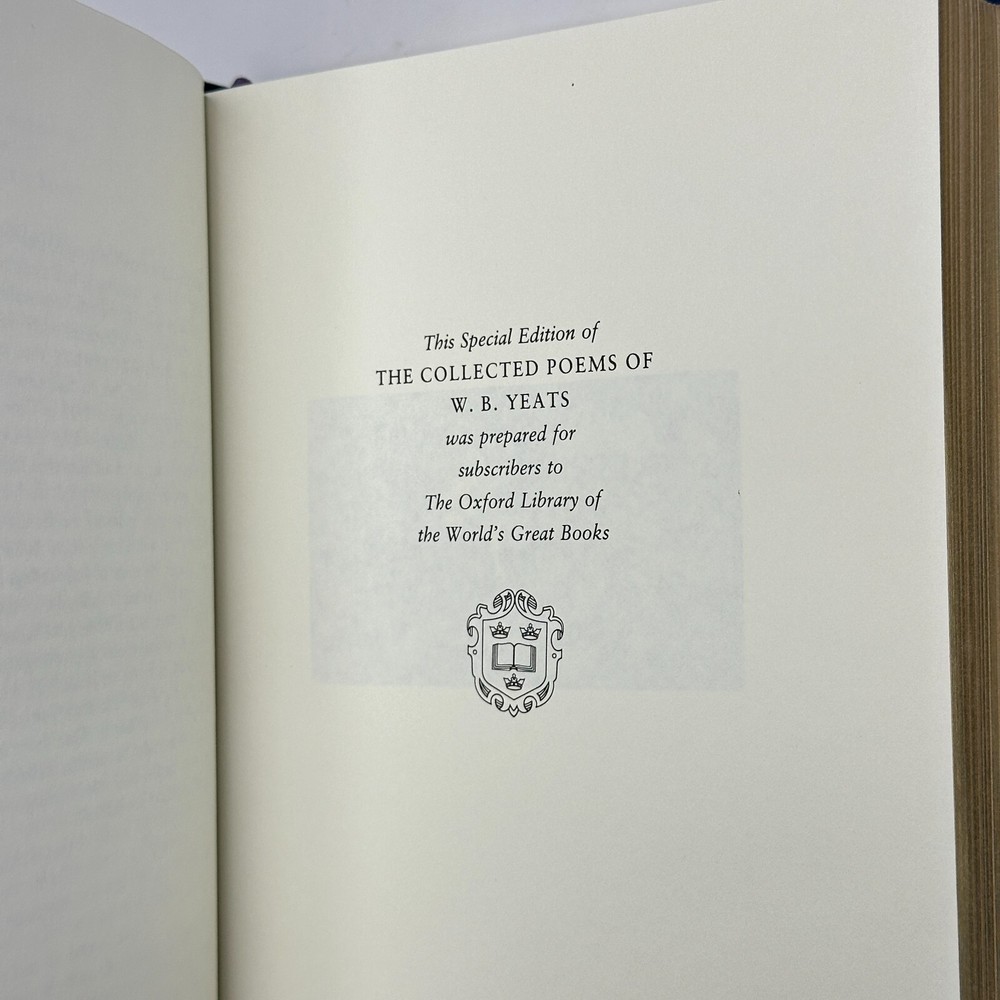 This Special Edition of
THE COLLECTED POEMS OF
W. B. YEATS
was prepared for
subscribers to
The Oxford Library of
the World's Great Books